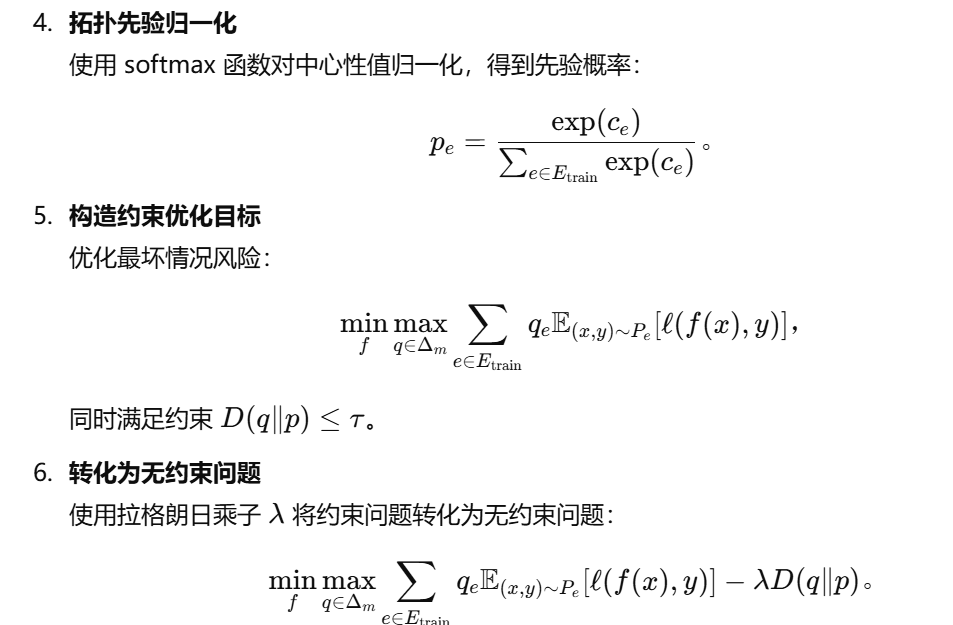 4. 拓扑先验归一化
使用 softmax 函数对中心性值归一化，得到先验概率：
p_e = \frac{\exp(c_e)}{\sum_{e \in E_{\text{train}}} \exp(c_e)}。
5. 构造约束优化目标
优化最坏情况风险：
\min_f \max_{q \in \Delta_m} \sum_{e \in E_{\text{train}}} q_e \mathbb{E}_{(x,y) \sim P_e}[\ell(f(x), y)]，
同时满足约束 D(q \| p) \leq \tau。
6. 转化为无约束问题
使用拉格朗日乘子 λ 将约束问题转化为无约束问题：
\min_f \max_{q \in \Delta_m} \sum_{e \in E_{\text{train}}} q_e \mathbb{E}_{(x,y) \sim P_e}[\ell(f(x), y)] - \lambda D(q \| p)。